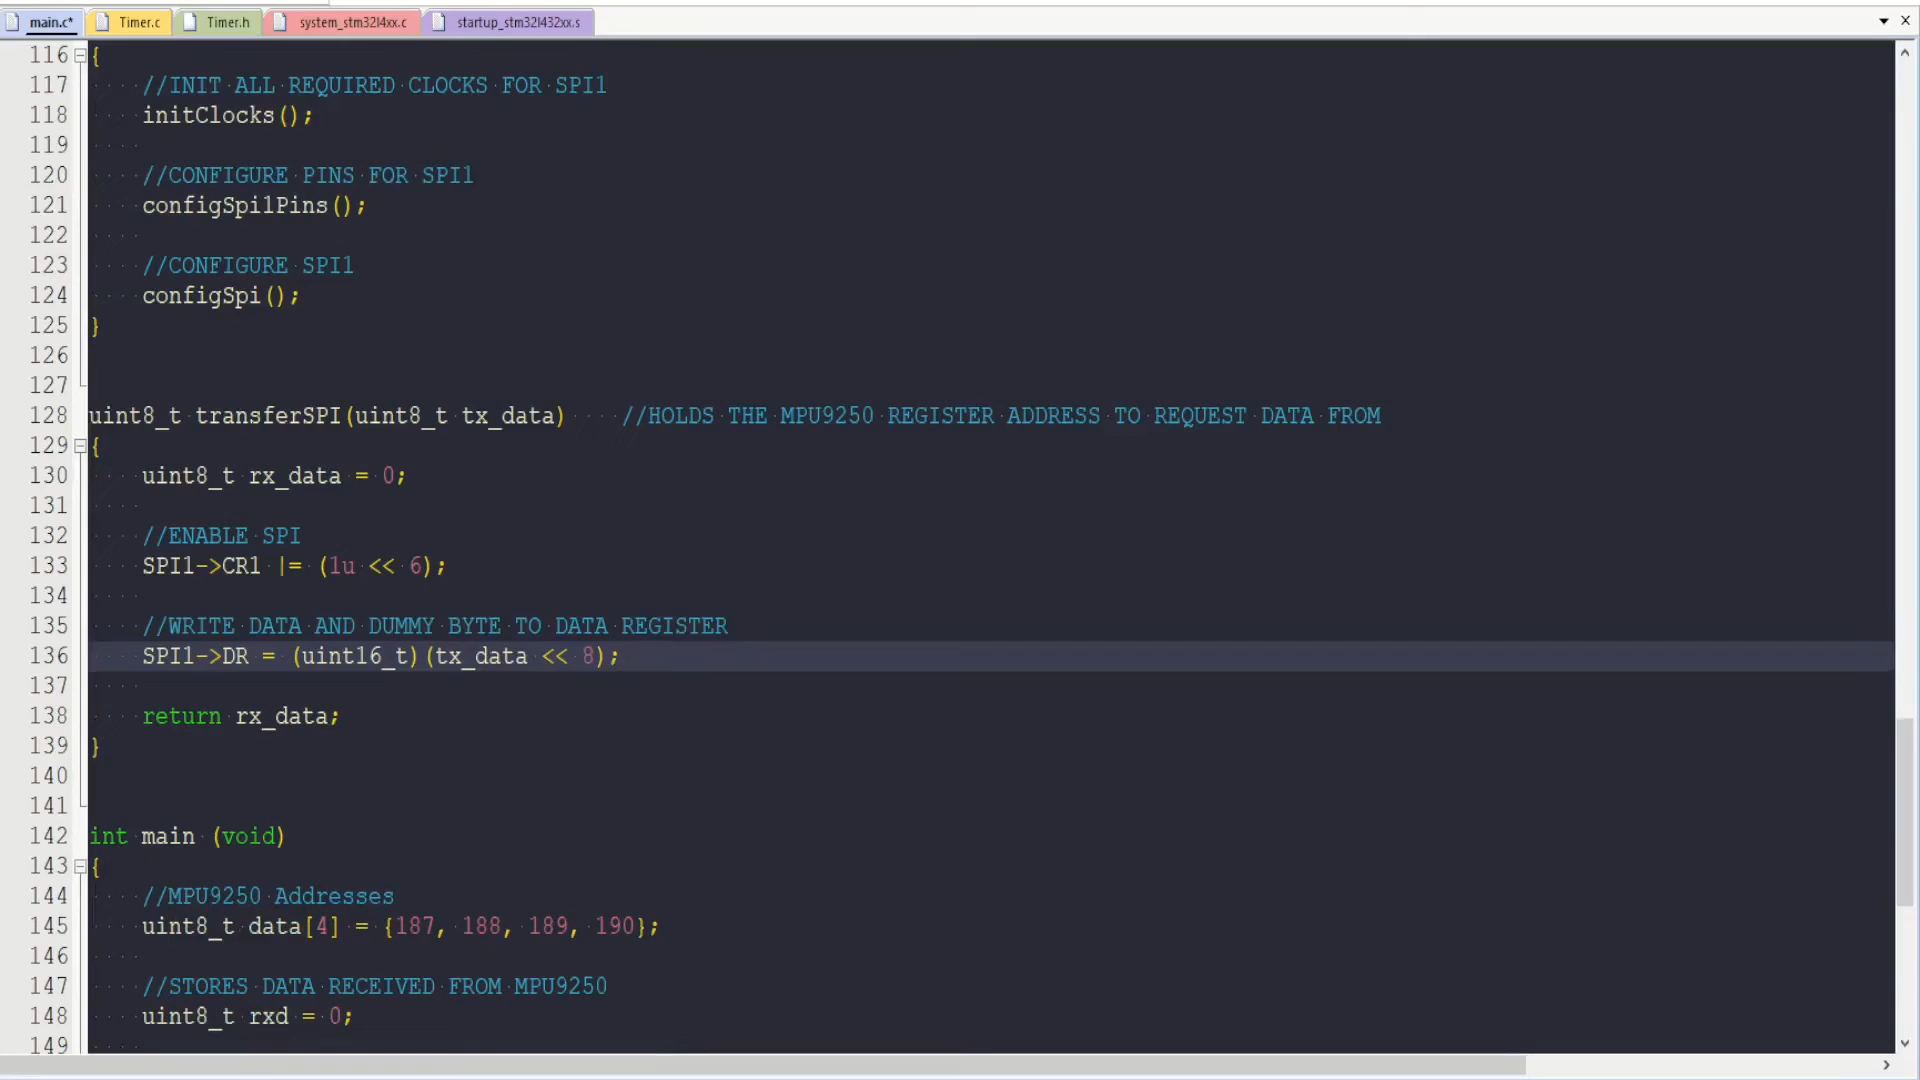 main.c* Timer.c Timer.h system_stm32l4xx.c startup_stm32l432xx.s
116 {
117 //INIT ALL REQUIRED CLOCKS FOR SPI1
118 initClocks();
119
120 //CONFIGURE PINS FOR SPI1
121 configSpi1Pins();
122
123 //CONFIGURE SPI1
124 configSpi();
125 }
126
127
128 uint8_t transferSPI(uint8_t tx_data) //HOLDS THE MPU9250 REGISTER ADDRESS TO REQUEST DATA FROM
129 {
130 uint8_t rx_data = 0;
131
132 //ENABLE SPI
133 SPI1->CR1 |= (1u << 6);
134
135 //WRITE DATA AND DUMMY BYTE TO DATA REGISTER
136 SPI1->DR = (uint16_t)(tx_data << 8);
137
138 return rx_data;
139 }
140
141
142 int main (void)
143 {
144 //MPU9250 Addresses
145 uint8_t data[4] = {187, 188, 189, 190};
146
147 //STORES DATA RECEIVED FROM MPU9250
148 uint8_t rxd = 0;
149